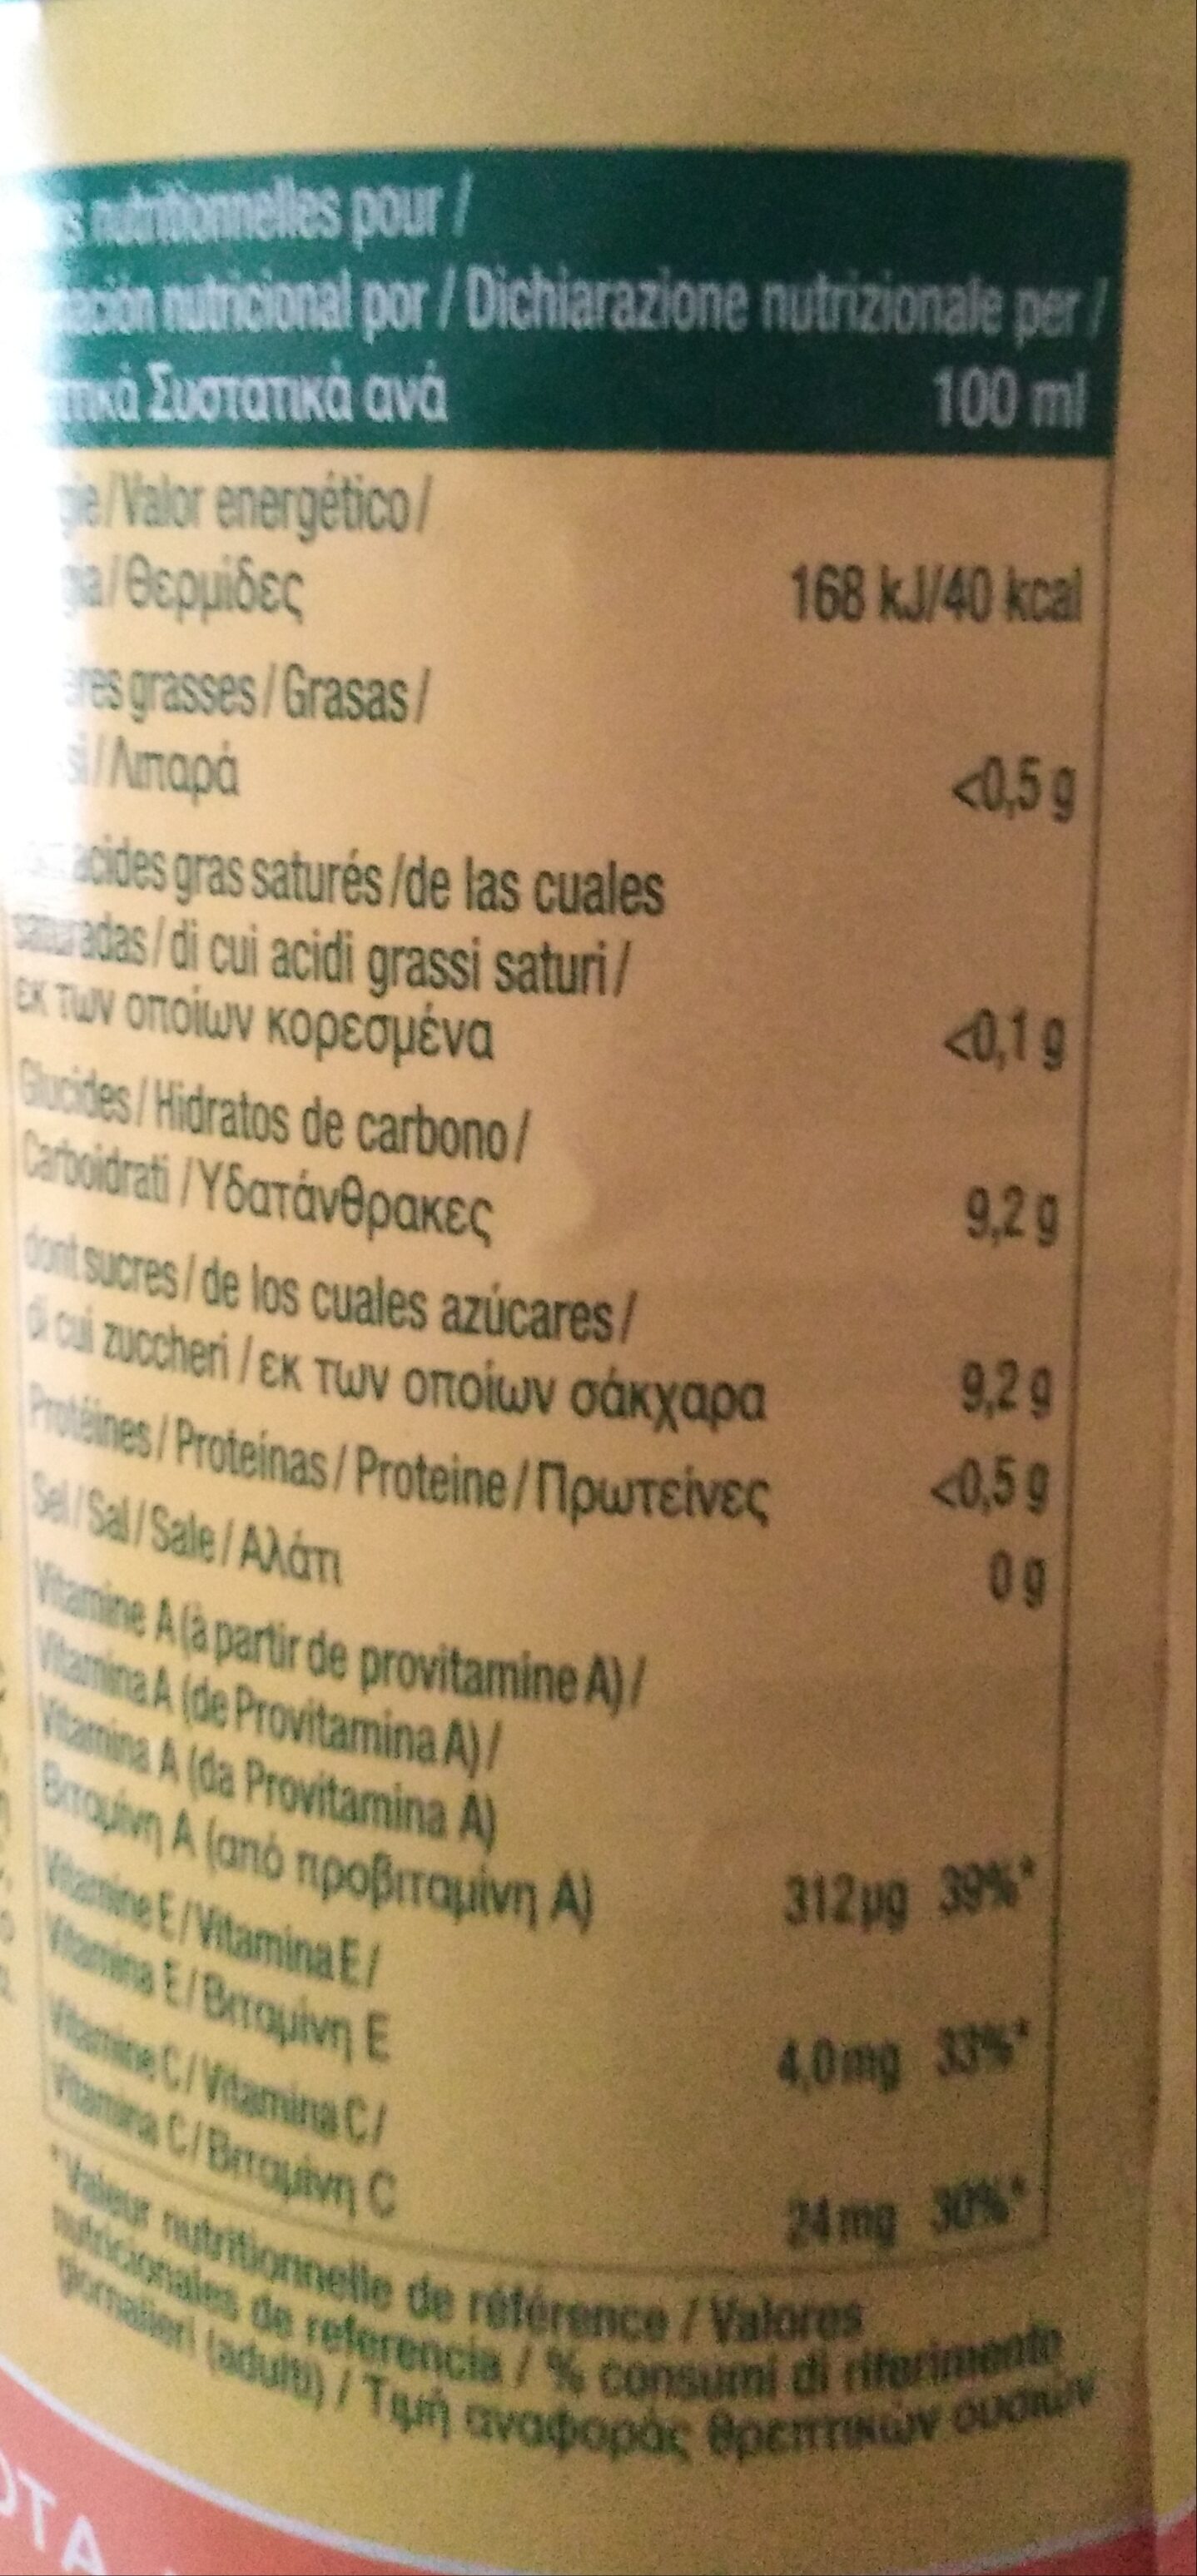 nutritionnelles pour /
nutricional por / Dichiarazione nutrizionale per /
Συστατικά ανά 100 ml
/Valor energético/
/Θερμίδες 168 kJ/40 kcal
grasses/Grasas/
/Λιπαρά <0,5 g
acides gras saturés /de las cuales
saturadas/di cui acidi grassi saturi/
εκ των οποίων κορεσμένα <0,1 g
Glucides/Hidratos de carbono/
Carboidrati /Υδατάνθρακες 9,2 g
dont sucres/de los cuales azúcares/
di cui zuccheri /εκ των οποίων σάκχαρα 9,2 g
Protéines/Proteínas/Proteine/Πρωτεΐνες <0,5 g
Sel/Sal/Sale/Αλάτι 0 g
Vitamine A (à partir de provitamine A)/
Vitamina A (de Provitamina A)/
Vitamina A (da Provitamina A)
Βιταμίνη A (από προβιταμίνη A) 312µg 39%*
Vitamine E/Vitamina E/
Vitamina E/Βιταμίνη E 4,0mg 33%*
Vitamine C/Vitamina C/
Vitamina C/Βιταμίνη C 24mg 30%*
*Valeur nutritionnelle de référence / Valores
nutricionales de referencia / % consumi di riferimento
giornalieri (adulti) / Τιμή αναφοράς θρεπτικών ουσιών